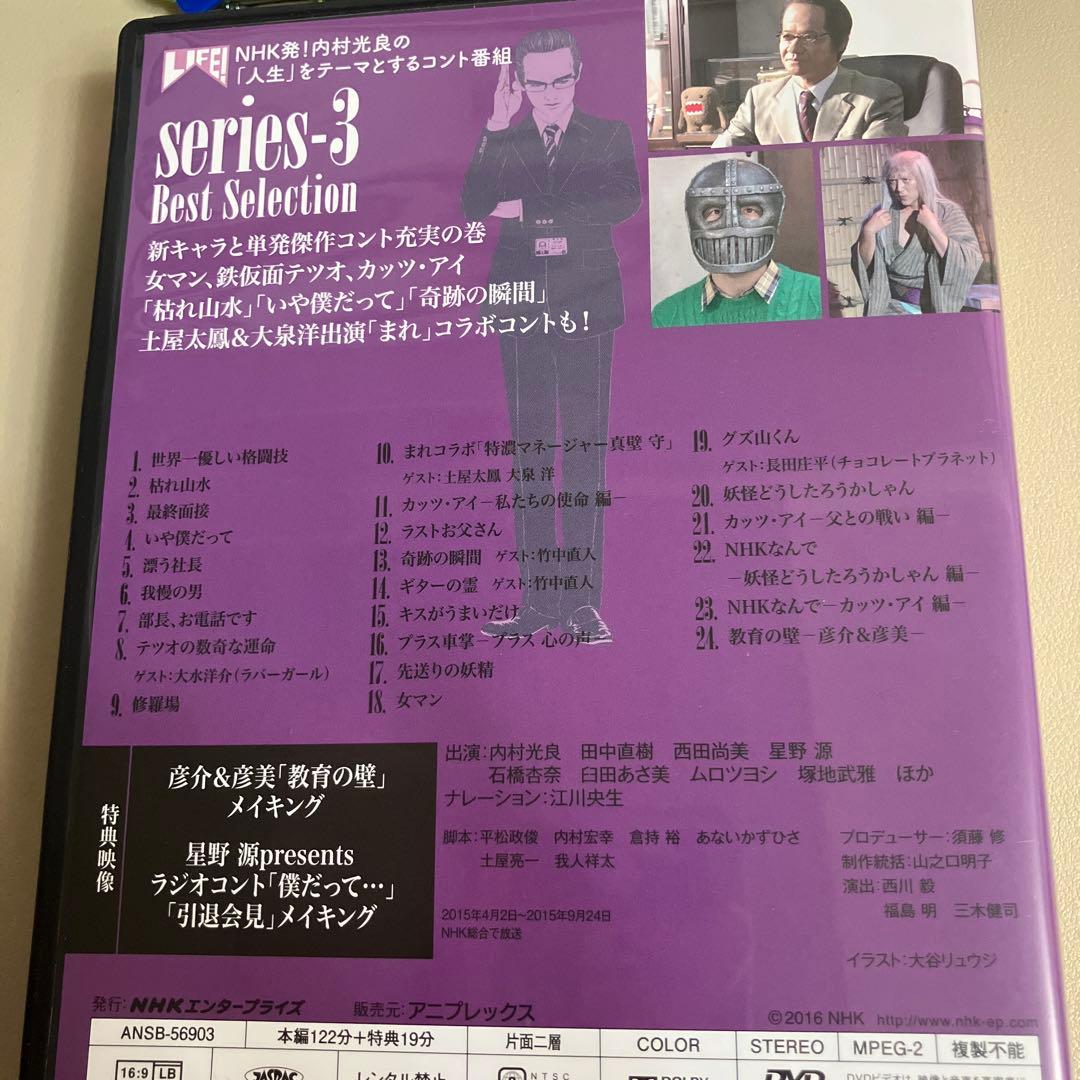 LIFE!
NHK発!内村光良の
「人生」をテーマとするコント番組
series-3
Best Selection
新キャラと単発傑作コント充実の巻
女マン、鉄仮面テツオ、カッツ・アイ
「枯れ山水」「いや僕だって」「奇跡の瞬間」
土屋太鳳&大泉洋出演「まれ」コラボコントも!
1. 世界一優しい格闘技
2. 枯れ山水
3. 最終面接
4. いや僕だって
5. 漂う社長
6. 我慢の男
7. 部長、お電話です
8. テツオの数奇な運命
ゲスト:大水洋介(ラバーガール)
9. 修羅場
10. まれコラボ「特濃マネージャー真壁 守」
ゲスト:土屋太鳳 大泉 洋
11. カッツ・アイ-私たちの使命 編-
12. ラストお父さん
13. 奇跡の瞬間 ゲスト:竹中直人
14. ギターの霊 ゲスト:竹中直人
15. キスがうまいだけ
16. プラス車掌-プラス 心の声-
17. 先送りの妖精
18. 女マン
19. グズ山くん
ゲスト:長田庄平(チョコレートプラネット)
20. 妖怪どうしたろうかしゃん
21. カッツ・アイ-父との戦い 編-
22. NHKなんで
-妖怪どうしたろうかしゃん 編-
23. NHKなんで-カッツ・アイ 編-
24. 教育の壁-彦介&彦美-
特典映像
彦介&彦美「教育の壁」
メイキング
星野 源presents
ラジオコント「僕だって…」
「引退会見」メイキング
出演:内村光良 田中直樹 西田尚美 星野 源
石橋杏奈 臼田あさ美 ムロツヨシ 塚地武雅 ほか
ナレーション:江川央生
脚本:平松政俊 内村宏幸 倉持 裕 あないかずひさ
土屋亮一 我人祥太
2015年4月2日~2015年9月24日
NHK総合で放送
プロデューサー:須藤 修
制作統括:山之口明子
演出:西川 毅
福島 明 三木健司
イラスト:大谷リュウジ
発行:NHKエンタープライズ 販売元:アニプレックス
©2016 NHK http://www.nhk-ep.com
ANSB-56903 本編122分+特典19分 片面二層 COLOR STEREO MPEG-2 複製不能
16:9 LB JASRAC レンタル禁止 NTSC DOLBY DVD